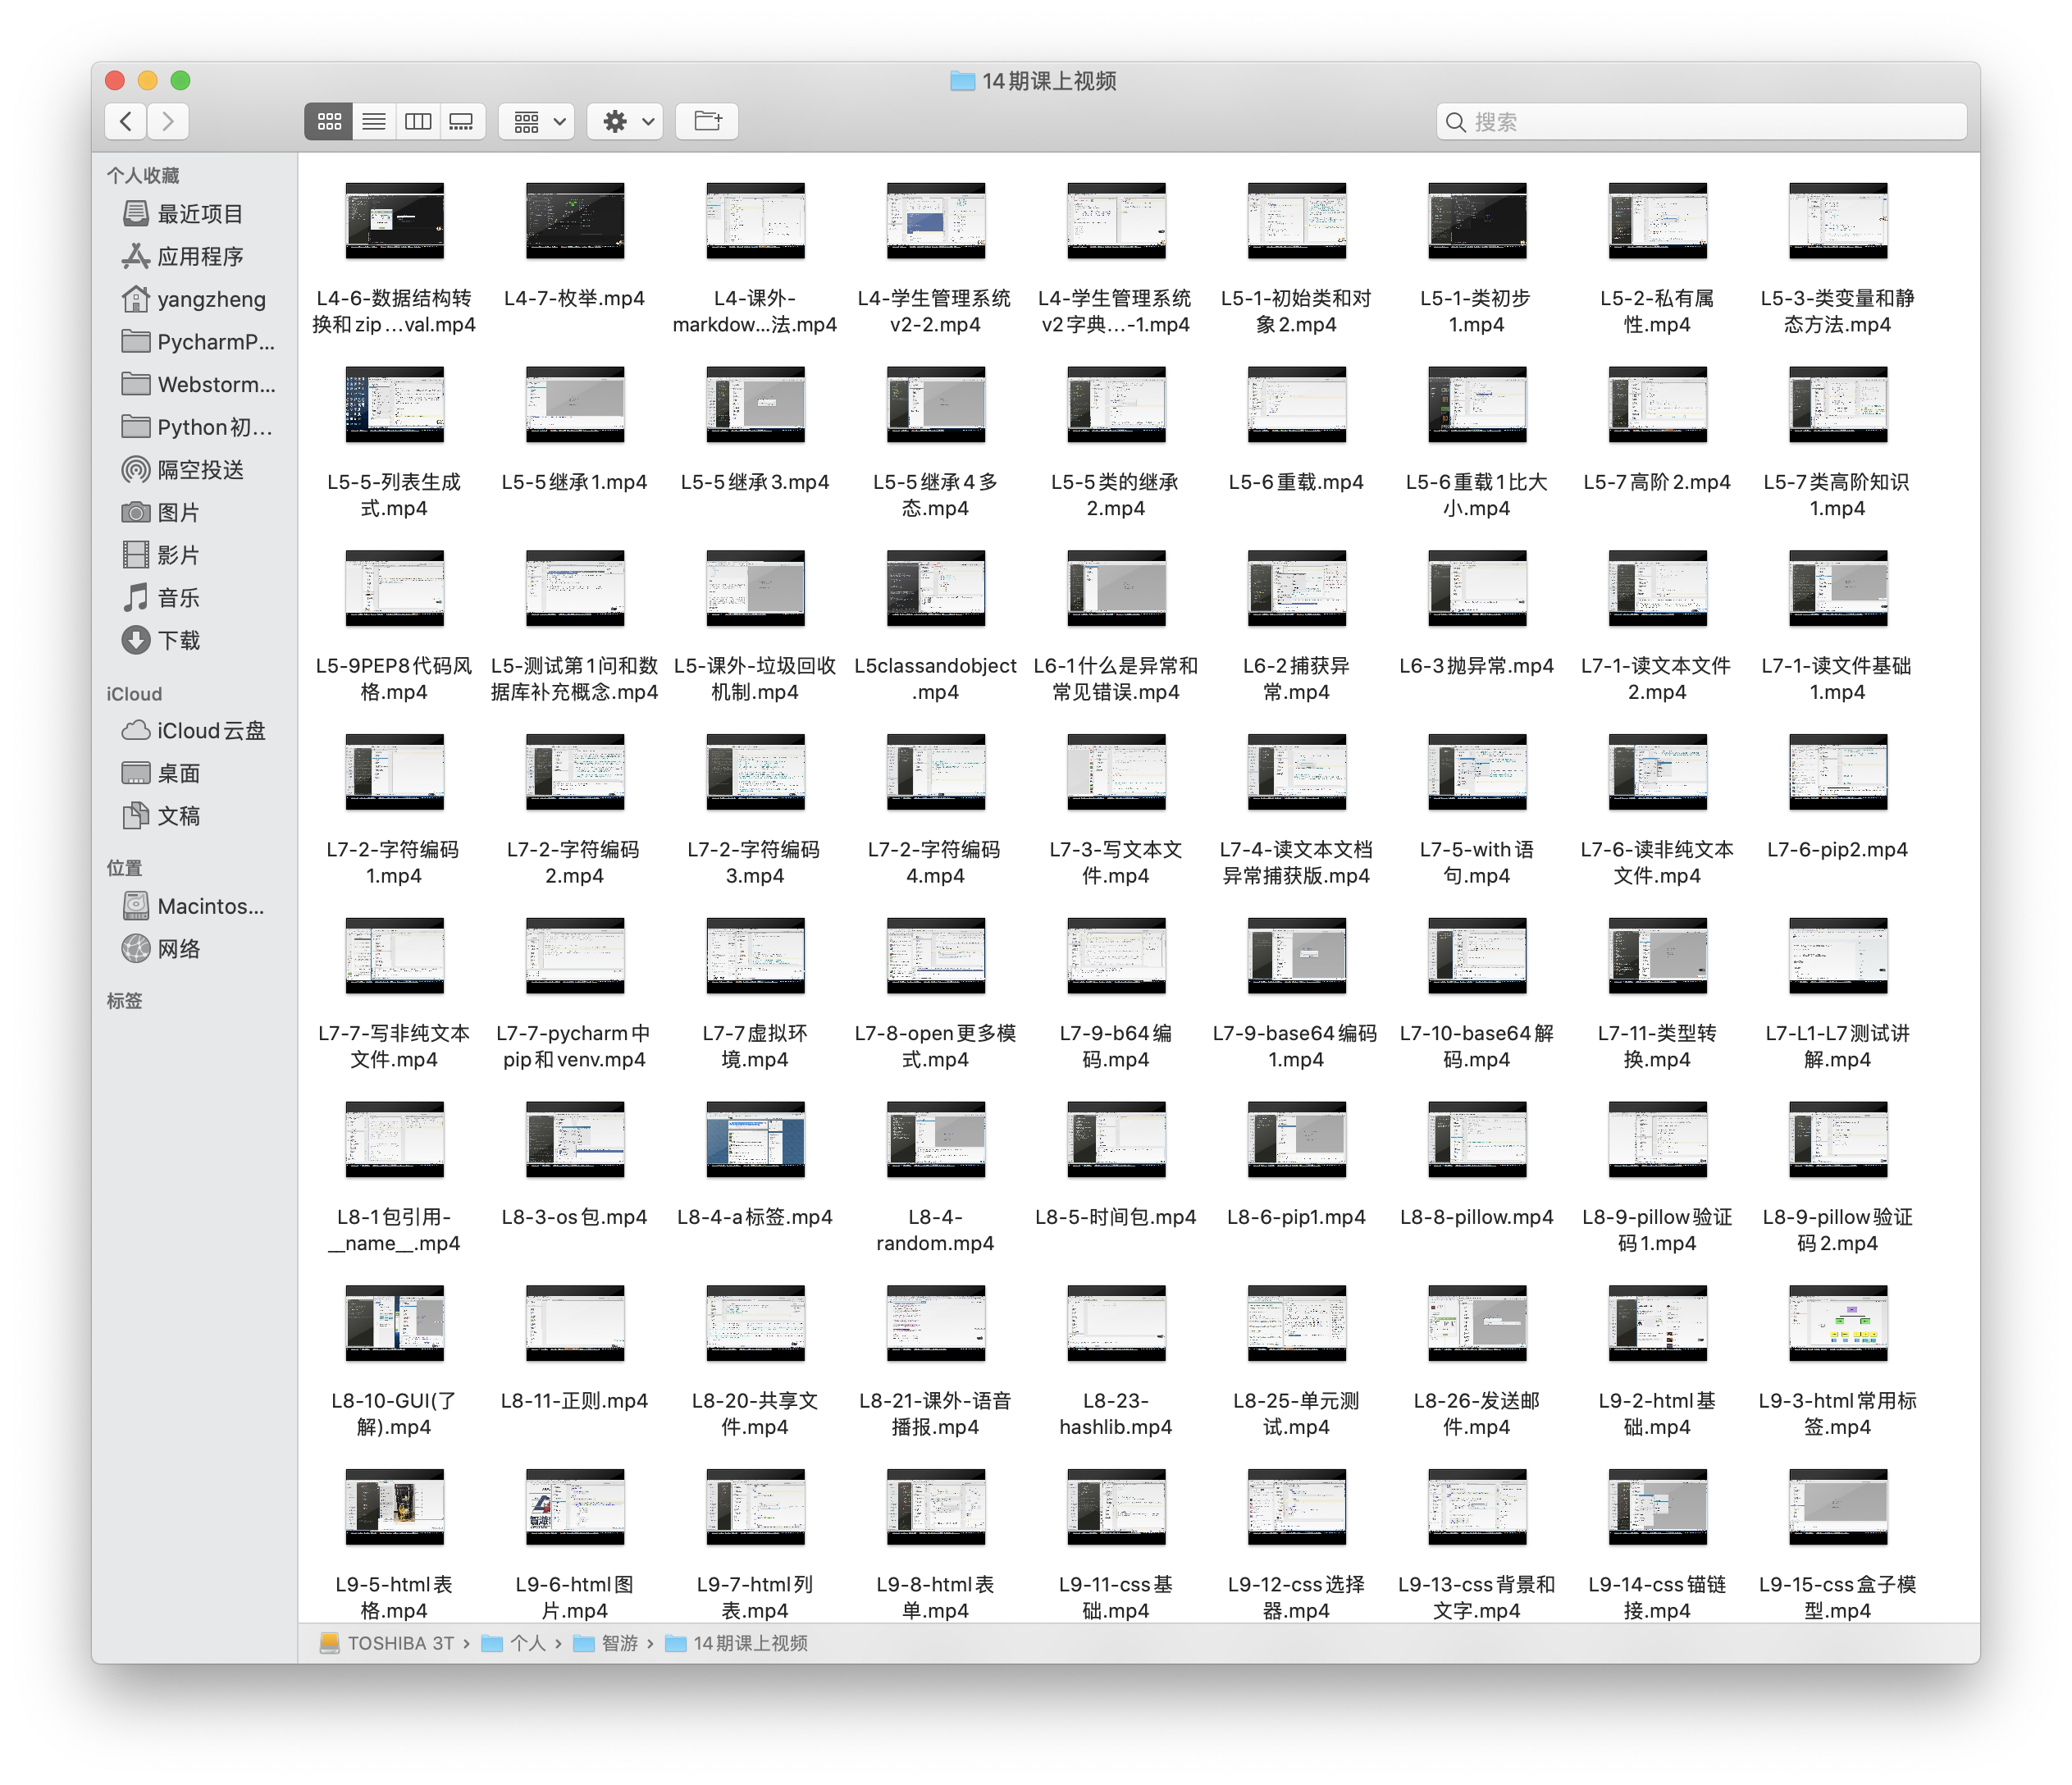 14期课上视频
搜索
个人收藏
最近项目
应用程序
yangzheng
PycharmP...
Webstorm...
Python初...
隔空投送
图片
影片
音乐
下载
iCloud
iCloud云盘
桌面
文稿
位置
Macintos...
网络
标签
L4-6-数据结构转
换和zip...val.mp4
L4-7-枚举.mp4
L4-课外-
markdow...法.mp4
L4-学生管理系统
v2-2.mp4
L4-学生管理系统
v2字典...-1.mp4
L5-1-初始类和对
象2.mp4
L5-1-类初步
1.mp4
L5-2-私有属
性.mp4
L5-3-类变量和静
态方法.mp4
L5-5-列表生成
式.mp4
L5-5继承1.mp4
L5-5继承3.mp4
L5-5继承4多
态.mp4
L5-5类的继承
2.mp4
L5-6重载.mp4
L5-6重载1比大
小.mp4
L5-7高阶2.mp4
L5-7类高阶知识
1.mp4
L5-9PEP8代码风
格.mp4
L5-测试第1问和数
据库补充概念.mp4
L5-课外-垃圾回收
机制.mp4
L5classandobject
.mp4
L6-1什么是异常和
常见错误.mp4
L6-2捕获异
常.mp4
L6-3抛异常.mp4
L7-1-读文本文件
2.mp4
L7-1-读文件基础
1.mp4
L7-2-字符编码
1.mp4
L7-2-字符编码
2.mp4
L7-2-字符编码
3.mp4
L7-2-字符编码
4.mp4
L7-3-写文本文
件.mp4
L7-4-读文本文档
异常捕获版.mp4
L7-5-with语
句.mp4
L7-6-读非纯文本
文件.mp4
L7-6-pip2.mp4
L7-7-写非纯文本
文件.mp4
L7-7-pycharm中
pip和venv.mp4
L7-7虚拟环
境.mp4
L7-8-open更多模
式.mp4
L7-9-b64编
码.mp4
L7-9-base64编码
1.mp4
L7-10-base64解
码.mp4
L7-11-类型转
换.mp4
L7-L1-L7测试讲
解.mp4
L8-1包引用-
__name__.mp4
L8-3-os包.mp4
L8-4-a标签.mp4
L8-4-
random.mp4
L8-5-时间包.mp4
L8-6-pip1.mp4
L8-8-pillow.mp4
L8-9-pillow验证
码1.mp4
L8-9-pillow验证
码2.mp4
L8-10-GUI(了
解).mp4
L8-11-正则.mp4
L8-20-共享文
件.mp4
L8-21-课外-语音
播报.mp4
L8-23-
hashlib.mp4
L8-25-单元测
试.mp4
L8-26-发送邮
件.mp4
L9-2-html基
础.mp4
L9-3-html常用标
签.mp4
L9-5-html表
格.mp4
L9-6-html图
片.mp4
L9-7-html列
表.mp4
L9-8-html表
单.mp4
L9-11-css基
础.mp4
L9-12-css选择
器.mp4
L9-13-css背景和
文字.mp4
L9-14-css锚链
接.mp4
L9-15-css盒子模
型.mp4
TOSHIBA 3T › 个人 › 智游 › 14期课上视频